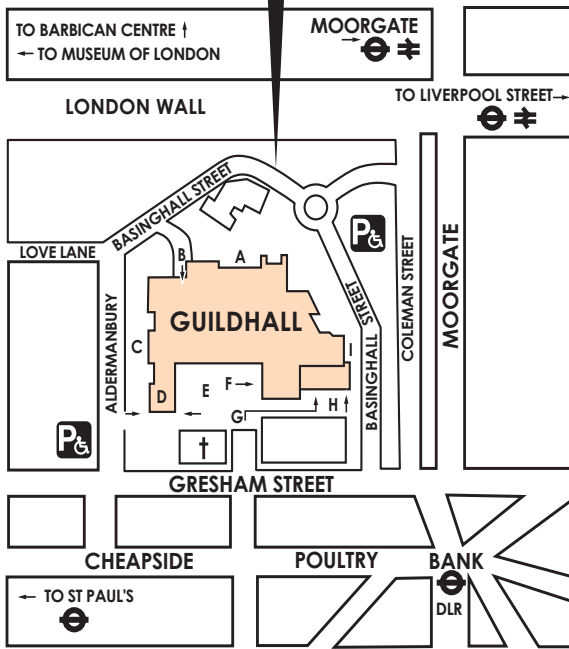 TO BARBICAN CENTRE ↑
← TO MUSEUM OF LONDON
MOORGATE
→
LONDON WALL
TO LIVERPOOL STREET→
BASINGHALL STREET
LOVE LANE
B
A
P
COLEMAN STREET
MOORGATE
GUILDHALL
ALDERMANBURY
C
I
BASINGHALL STREET
D
E
F →
G
H
P
GRESHAM STREET
CHEAPSIDE
POULTRY
BANK
DLR
← TO ST PAUL'S